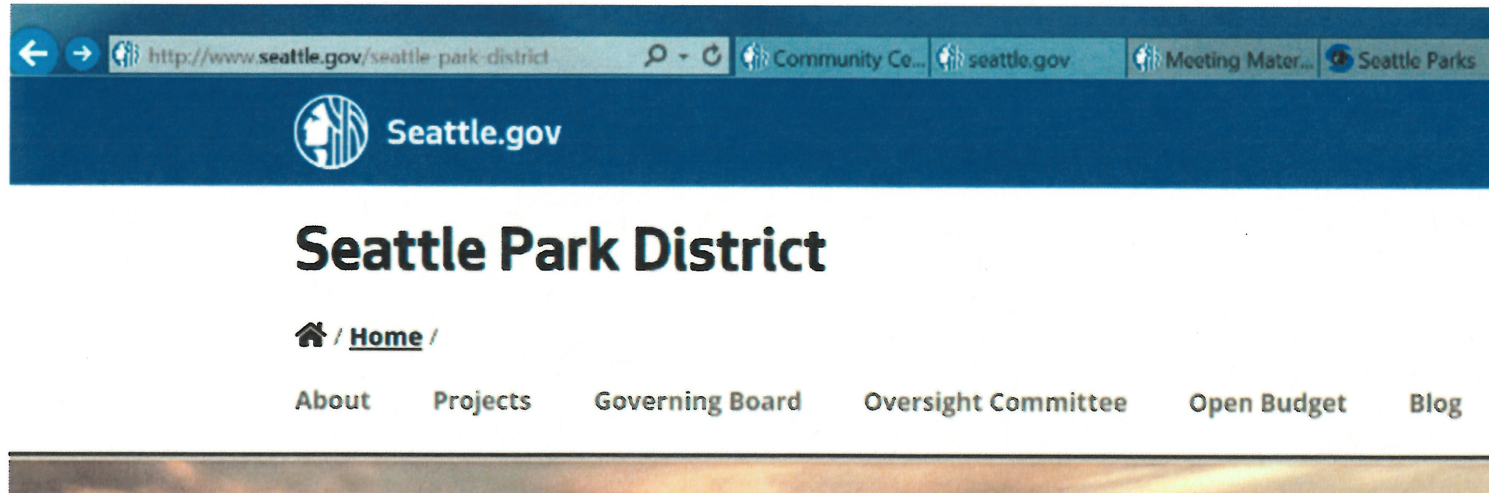 http://www.seattle.gov/seattle-park-district Community Ce... seattle.gov Meeting Mater... Seattle Parks
Seattle.gov
Seattle Park District
/ Home /
About Projects Governing Board Oversight Committee Open Budget Blog